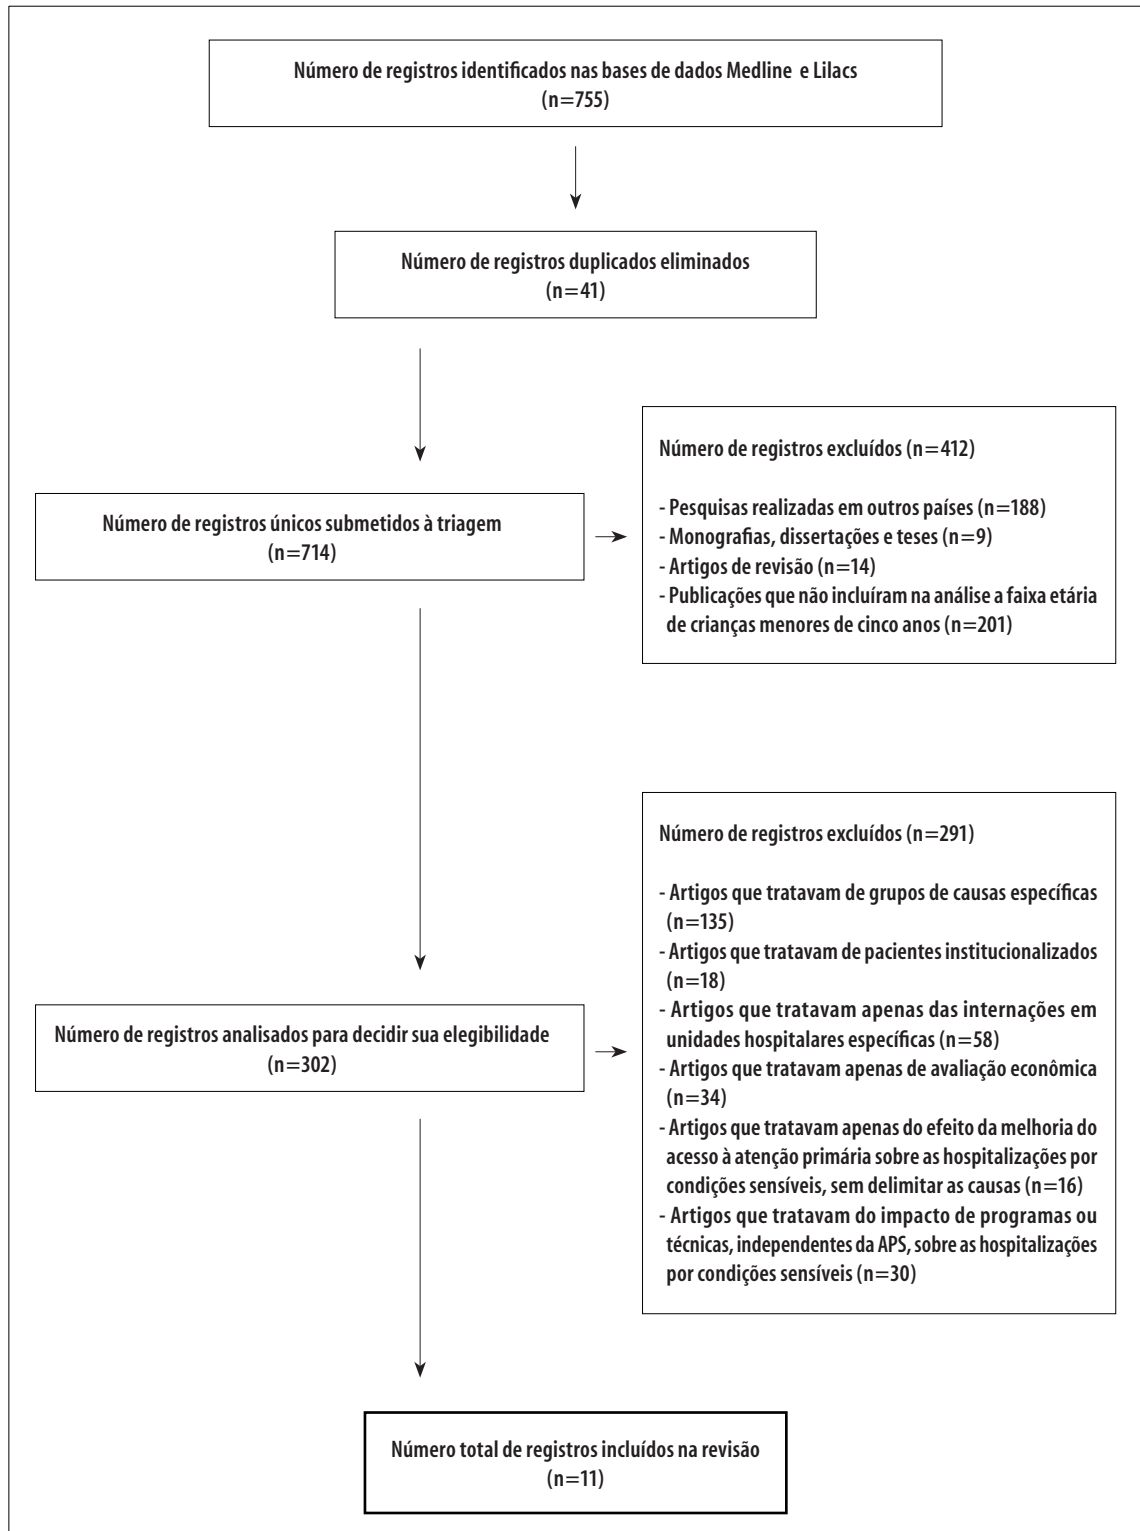 Número de registros identificados nas bases de dados Medline e Lilacs
(n=755)
Número de registros duplicados eliminados
(n=41)
Número de registros únicos submetidos à triagem
(n=714)
Número de registros excluídos (n=412)
- Pesquisas realizadas em outros países (n=188)
- Monografias, dissertações e teses (n=9)
- Artigos de revisão (n=14)
- Publicações que não incluíram na análise a faixa etária
de crianças menores de cinco anos (n=201)
Número de registros analisados para decidir sua elegibilidade
(n=302)
Número de registros excluídos (n=291)
- Artigos que tratavam de grupos de causas específicas
(n=135)
- Artigos que tratavam de pacientes institucionalizados
(n=18)
- Artigos que tratavam apenas das internações em
unidades hospitalares específicas (n=58)
- Artigos que tratavam apenas de avaliação econômica
(n=34)
- Artigos que tratavam apenas do efeito da melhoria do
acesso à atenção primária sobre as hospitalizações por
condições sensíveis, sem delimitar as causas (n=16)
- Artigos que tratavam do impacto de programas ou
técnicas, independentes da APS, sobre as hospitalizações
por condições sensíveis (n=30)
Número total de registros incluídos na revisão
(n=11)